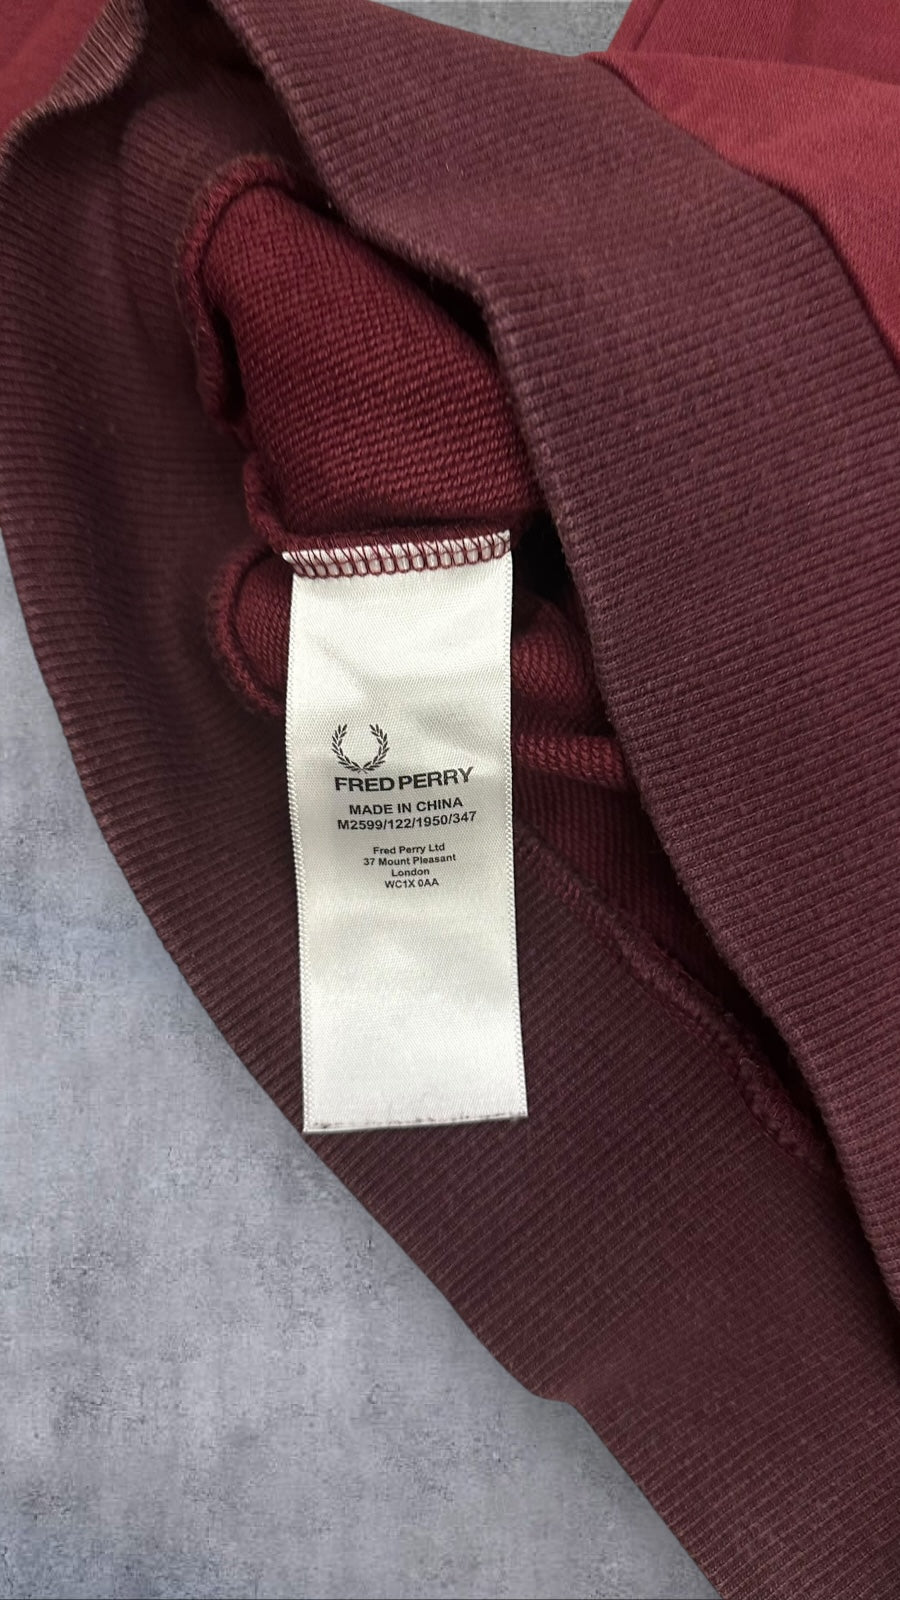 FRED PERRY
MADE IN CHINA
M2599/122/1950/347
Fred Perry Ltd
37 Mount Pleasant
London
WC1X 0AA